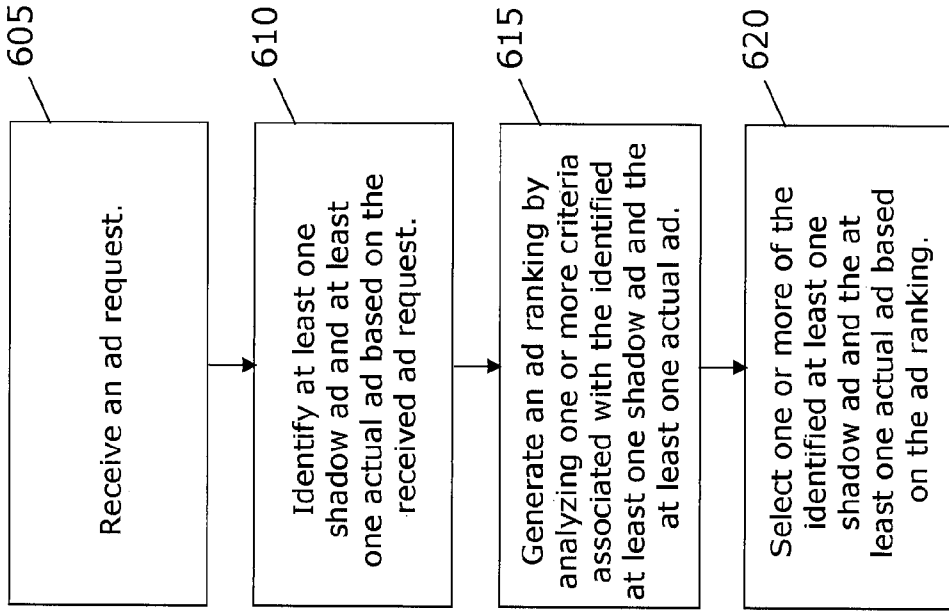 605
Receive an ad request.
610
Identify at least one
shadow ad and at least
one actual ad based on the
received ad request.
615
Generate an ad ranking by
analyzing one or more criteria
associated with the identified
at least one shadow ad and the
at least one actual ad.
620
Select one or more of the
identified at least one
shadow ad and the at
least one actual ad based
on the ad ranking.